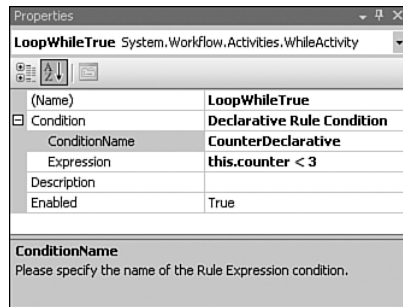 Properties
LoopWhileTrue System.Workflow.Activities.WhileActivity
(Name) LoopWhileTrue
Condition Declarative Rule Condition
ConditionName CounterDeclarative
Expression this.counter < 3
Description
Enabled True
ConditionName
Please specify the name of the Rule Expression condition.